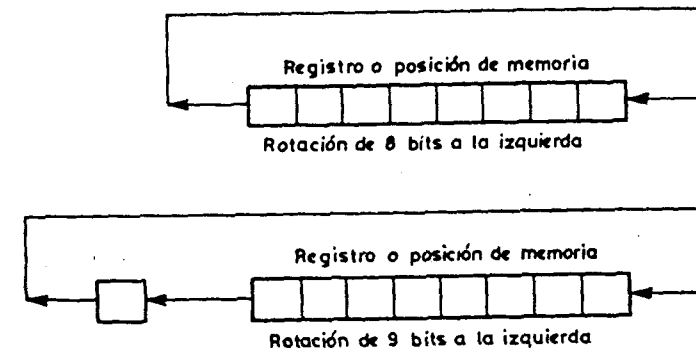 Registro o posición de memoria
Rotación de 8 bits a la izquierda
Registro o posición de memoria
Rotación de 9 bits a la izquierda